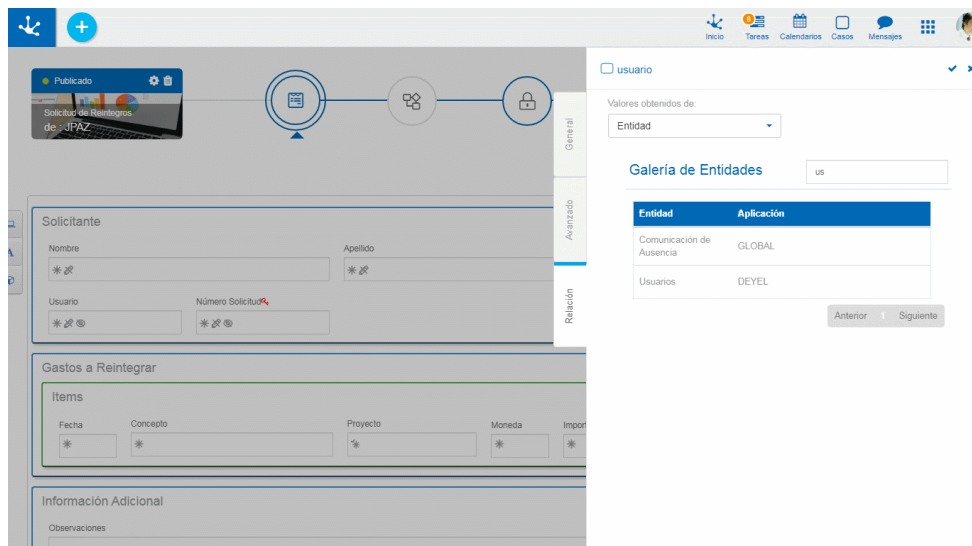 Inicio
Tareas
Calendarios
Casos
Mensajes
Publicado
Solicitud de Reintegros
de : JPAZ
General
Avanzado
Relación
usuario
Valores obtenidos de:
Entidad
Galería de Entidades
us
Entidad Aplicación
Comunicación de
Ausencia
GLOBAL
Usuarios DEYEL
Anterior 1 Siguiente
Solicitante
Nombre Apellido
Usuario Número Solicitud
Gastos a Reintegrar
Items
Fecha Concepto Proyecto Moneda Impor
Información Adicional
Observaciones